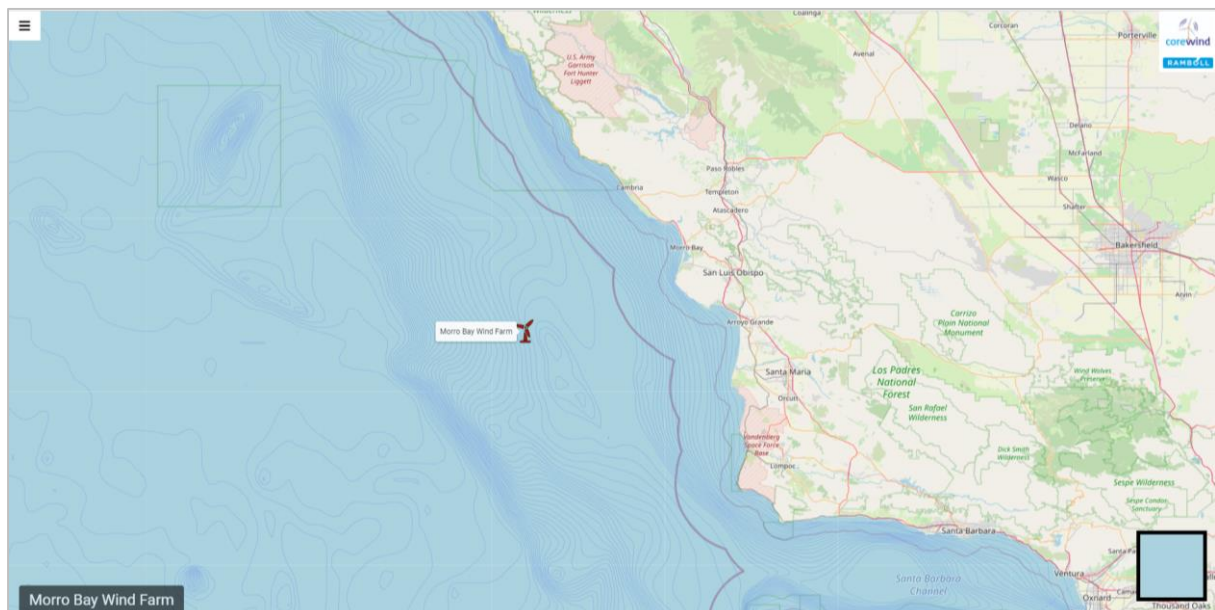 WILDERNESS
Coalinga
Corcoran
Porterville
corewind
RAMBOLL
Avenal
U.S. Army
Garrison
Fort Hunter
Liggett
Delano
McFarland
Wasco
Paso Robles
Cambria
Templeton
Shafter
Atascadero
Morro Bay
Bakersfield
San Luis Obispo
Arvin
Morro Bay Wind Farm
Arroyo Grande
Carrizo
Plain National
Monument
Santa Maria
Los Padres
National
Forest
Wind Wolves
Preserve
Orcutt
San Rafael
Wilderness
Vandenberg
Space Force
Base
Dick Smith
Wilderness
Lompoc
Sespe Wilderness
Sespe Condor
Sanctuary
Santa Barbara
Santa Pa
Santa Barbara
Channel
Ventura
Oxnard
Cama
Thousand Oaks
Morro Bay Wind Farm